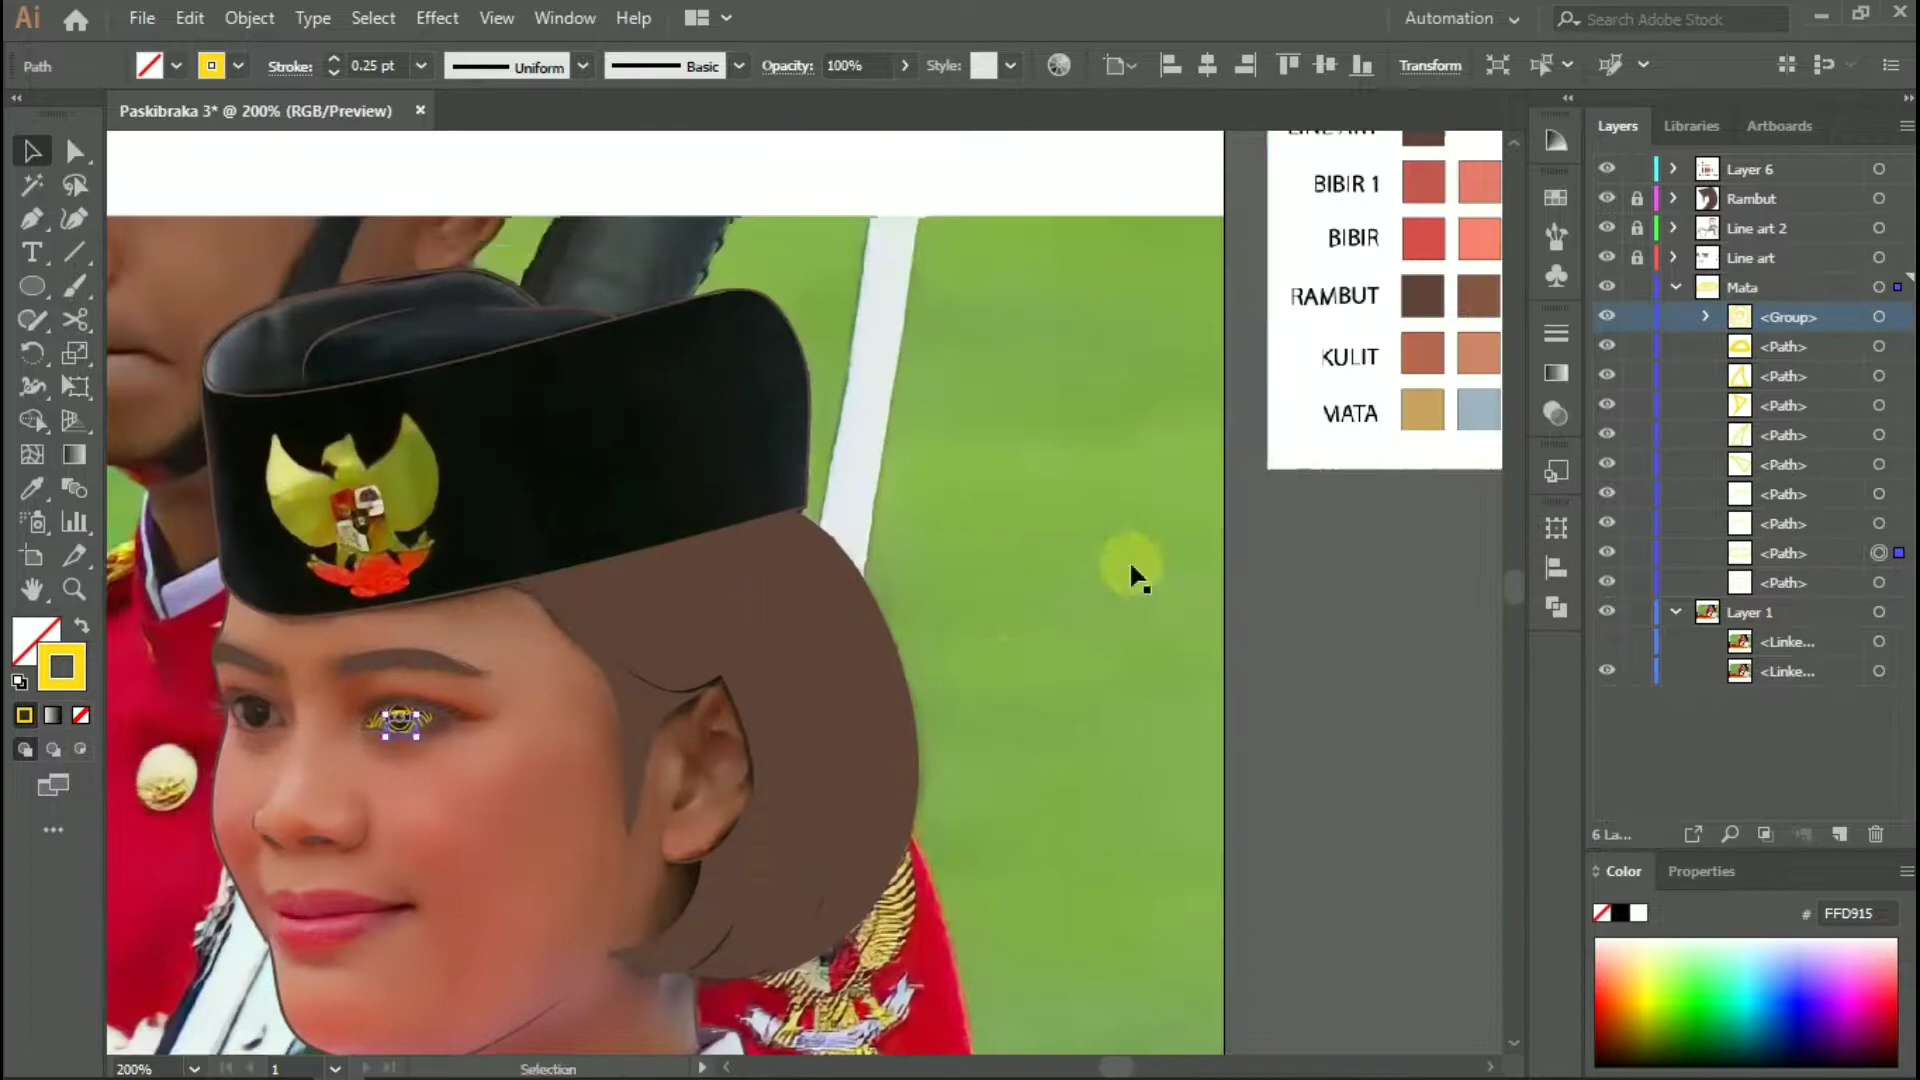 Ai File Edit Object Type Select Effect View Window Help Automation Search Adobe Stock
Path Stroke: 0.25 pt Uniform Basic Opacity: 100% Style: Transform
Paskibraka 3* @ 200% (RGB/Preview)
LINE ART
BIBIR 1
BIBIR
RAMBUT
KULIT
MATA
Layers Libraries Artboards
Layer 6
Rambut
Line art 2
Line art
Mata
<Group>
<Path>
<Path>
<Path>
<Path>
<Path>
<Path>
<Path>
<Path>
<Path>
Layer 1
<Linke...
<Linke...
6 La...
Color Properties
# FFD915
200% 1 Selection